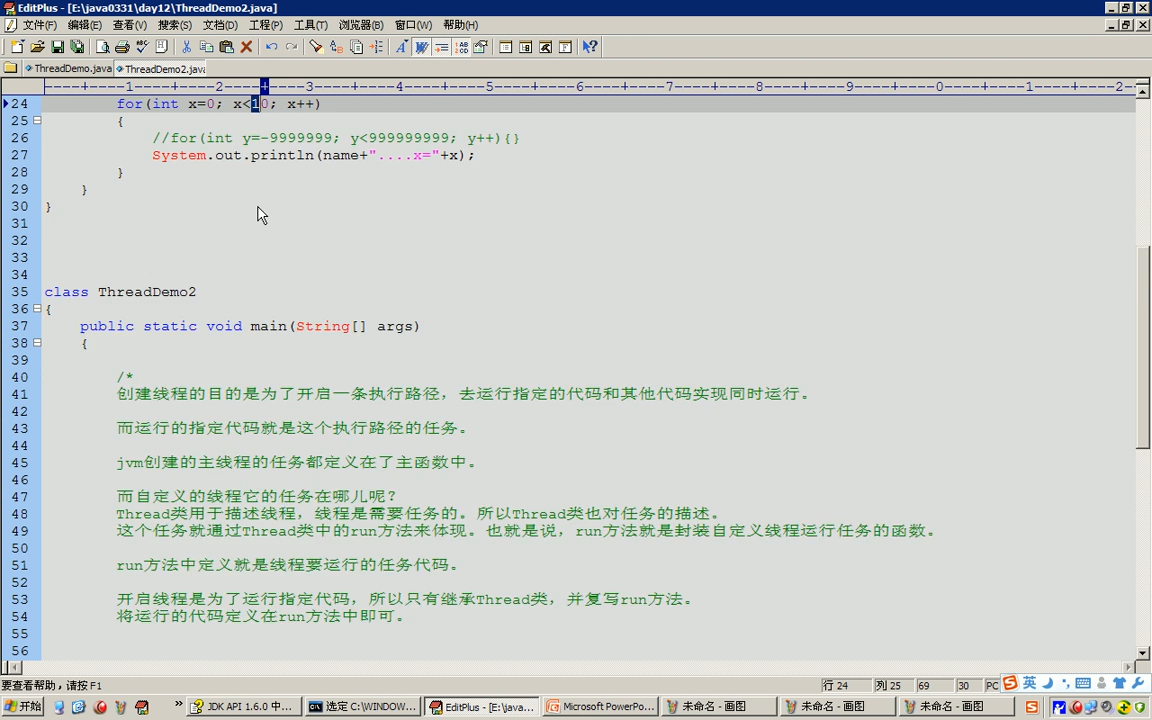 EditPlus - [E:\java0331\day12\ThreadDemo2.java]
文件(F) 编辑(E) 查看(V) 搜索(S) 文档(D) 工程(P) 工具(T) 浏览器(B) 窗口(W) 帮助(H)
ThreadDemo.java ThreadDemo2.java
----+----1----+----2----+----3----+----4----+----5----+----6----+----7----+----8----+----9----+----0----+----1----+----2-
24 for(int x=0; x<10; x++)
25 {
26 //for(int y=-9999999; y<999999999; y++){}
27 System.out.println(name+"....x="+x);
28 }
29 }
30 }
31
32
33
34
35 class ThreadDemo2
36 {
37 public static void main(String[] args)
38 {
39
40 /*
41 创建线程的目的是为了开启一条执行路径，去运行指定的代码和其他代码实现同时运行。
42
43 而运行的指定代码就是这个执行路径的任务。
44
45 jvm创建的主线程的任务都定义在了主函数中。
46
47 而自定义的线程它的任务在哪儿呢？
48 Thread类用于描述线程，线程是需要任务的。所以Thread类也对任务的描述。
49 这个任务就通过Thread类中的run方法来体现。也就是说，run方法就是封装自定义线程运行任务的函数。
50
51 run方法中定义就是线程要运行的任务代码。
52
53 开启线程是为了运行指定代码，所以只有继承Thread类，并复写run方法。
54 将运行的代码定义在run方法中即可。
55
56
要查看帮助，请按 F1 行 24 列 25 69 30 PC 英
开始 JDK API 1.6.0 中... 选定 C:\WINDOW... EditPlus - [E:\java... Microsoft PowerPo... 未命名 - 画图 未命名 - 画图 未命名 - 画图